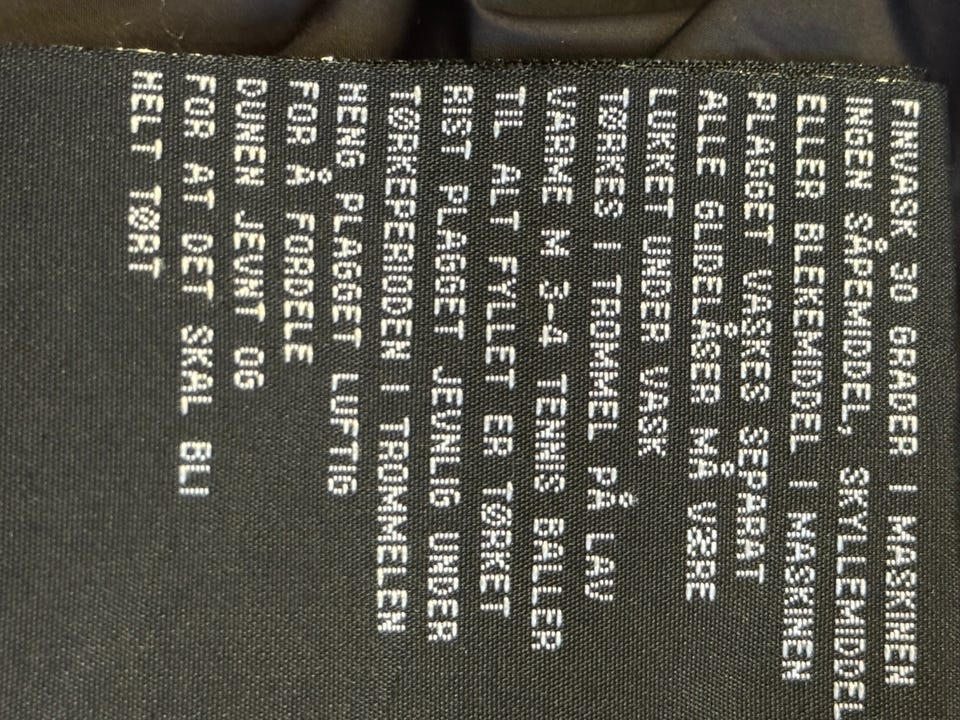 FINVASK 30 GRADER I MASKINEN
INGEN SÅPEMIDDEL, SKYLLEMIDDEL
ELLER BLEKEMIDDEL I MASKINEN
PLAGGET VASKES SEPARAT
ALLE GLIDELÅSER MÅ VÆRE
LUKKET UNDER VASK
TØRKES I TROMMEL PÅ LAV
VARME M 3-4 TENNIS BALLER
TIL ALT FYLLET ER TØRKET
RIST PLAGGET JEVNLIG UNDER
TØRKEPERIODEN I TROMMELEN
HENG PLAGGET LUFTIG
FOR Å FORDELE
DUNEN JEVNT OG
FOR AT DET SKAL BLI
HELT TØRT